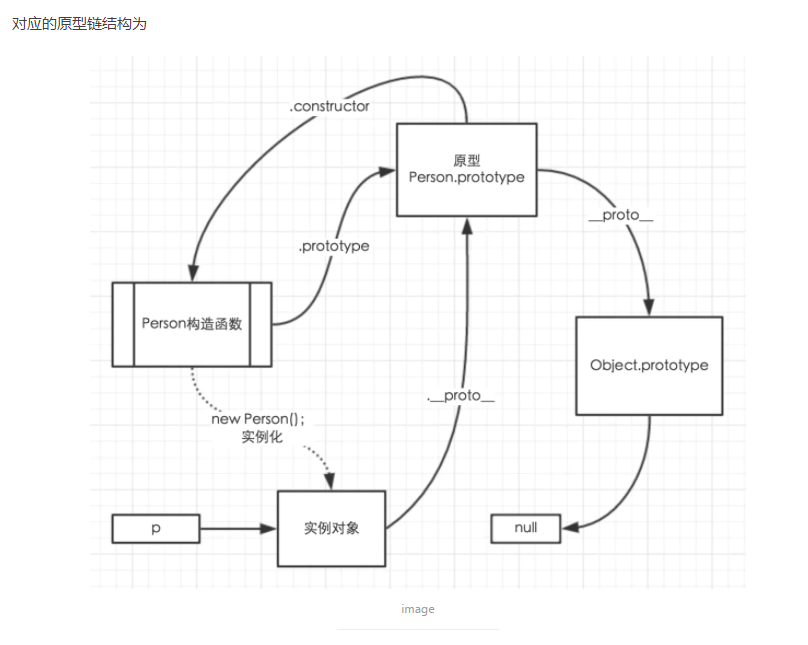 对应的原型链结构为
.constructor
原型
Person.prototype
__proto__
.prototype
Person构造函数
Object.prototype
.__proto__
new Person();
实例化
p
实例对象
null
image